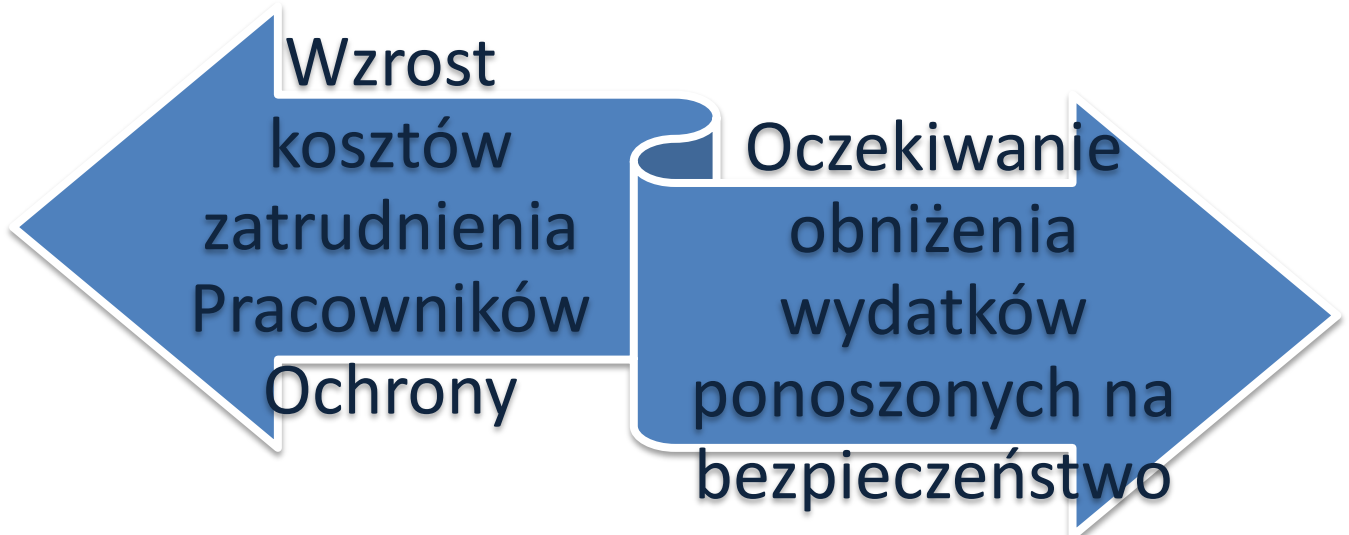 Wzrost
kosztów
zatrudnienia
Pracowników
Ochrony
Oczekiwanie
obniżenia
wydatków
ponoszonych na
bezpieczeństwo